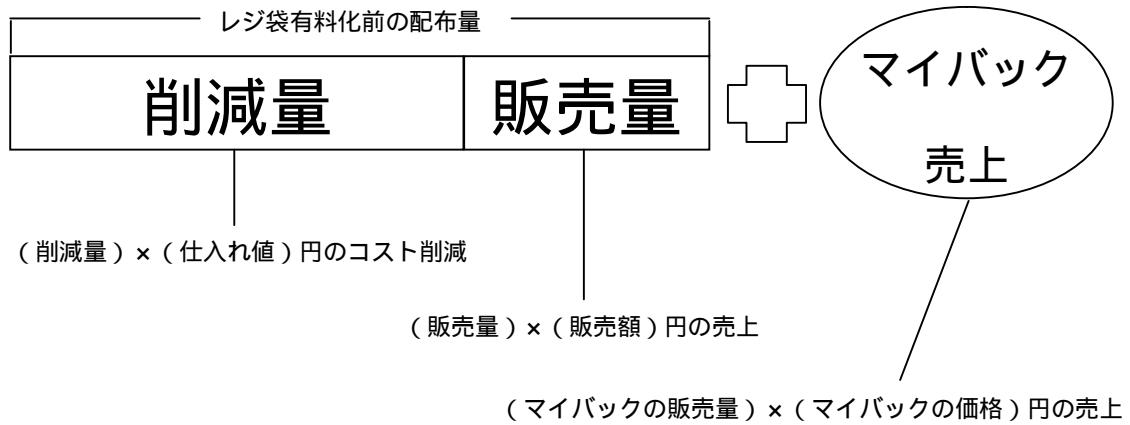 レジ袋有料化前の配布量
削減量
販売量
マイバック
売上
（削減量）×（仕入れ値）円のコスト削減
（販売量）×（販売額）円の売上
（マイバックの販売量）×（マイバックの価格）円の売上